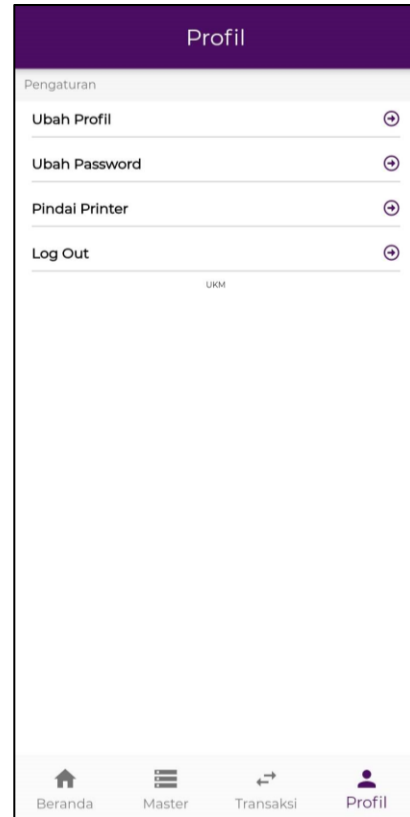 Profil
Pengaturan
Ubah Profil
Ubah Password
Pindai Printer
Log Out
UKM
Beranda Master Transaksi Profil